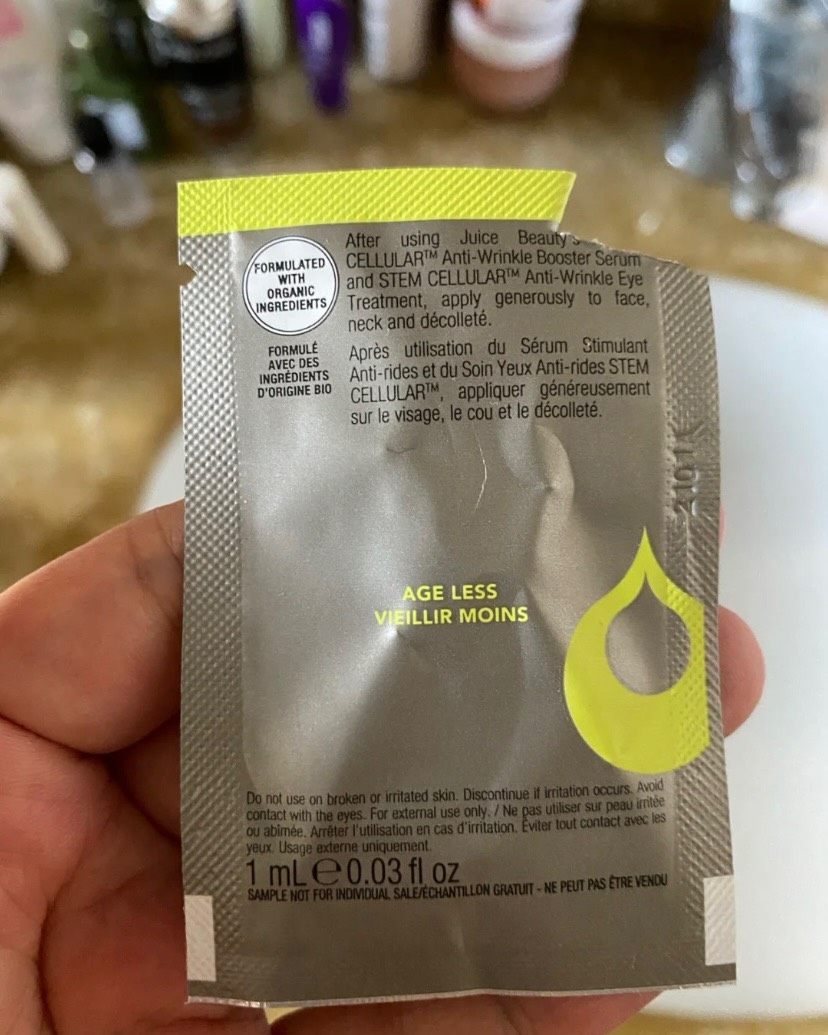 FORMULATED
WITH
ORGANIC
INGREDIENTS
FORMULÉ
AVEC DES
INGRÉDIENTS
D'ORIGINE BIO
After using Juice Beauty's
CELLULAR™ Anti-Wrinkle Booster Serum
and STEM CELLULAR™ Anti-Wrinkle Eye
Treatment, apply generously to face,
neck and décolleté.
Après utilisation du Sérum Stimulant
Anti-rides et du Soin Yeux Anti-rides STEM
CELLULAR™, appliquer généreusement
sur le visage, le cou et le décolleté.
AGE LESS
VIEILLIR MOINS
Do not use on broken or irritated skin. Discontinue if irritation occurs. Avoid
contact with the eyes. For external use only. / Ne pas utiliser sur peau irritée
ou abîmée. Arrêter l'utilisation en cas d'irritation. Éviter tout contact avec les
yeux. Usage externe uniquement.
1 mL ℮ 0.03 fl oz
SAMPLE NOT FOR INDIVIDUAL SALE/ÉCHANTILLON GRATUIT - NE PEUT PAS ÊTRE VENDU